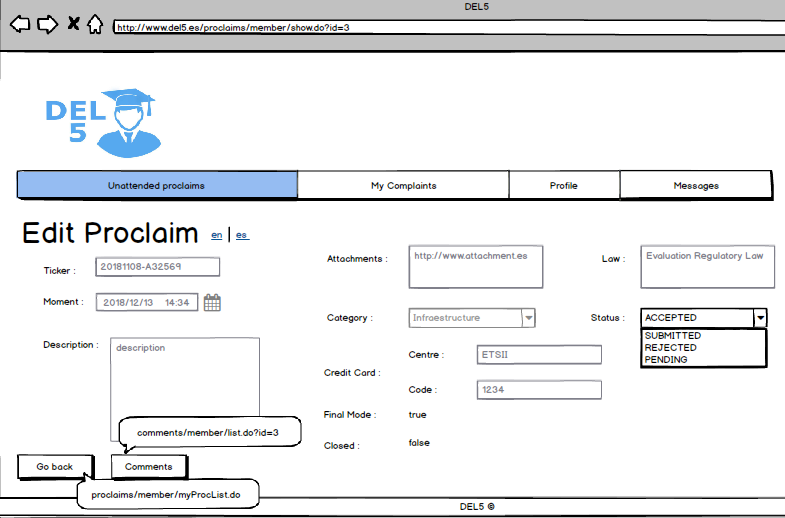 DEL5
http://www.del5.es/proclaims/member/show.do?id=3
DEL
5
Unattended proclaims
My Complaints
Profile
Messages
Edit Proclaim
en | es
Ticker :
20181108-A32569
Moment :
2018/12/13 14:34
Description :
description
Attachments :
http://www.attachment.es
Law :
Evaluation Regulatory Law
Category :
Infraestructure
Status :
ACCEPTED
SUBMITTED
REJECTED
PENDING
Credit Card :
Centre :
ETSII
Code :
1234
Final Mode :
true
Closed :
false
comments/member/list.do?id=3
Go back
Comments
proclaims/member/myProcList.do
DEL5 ©